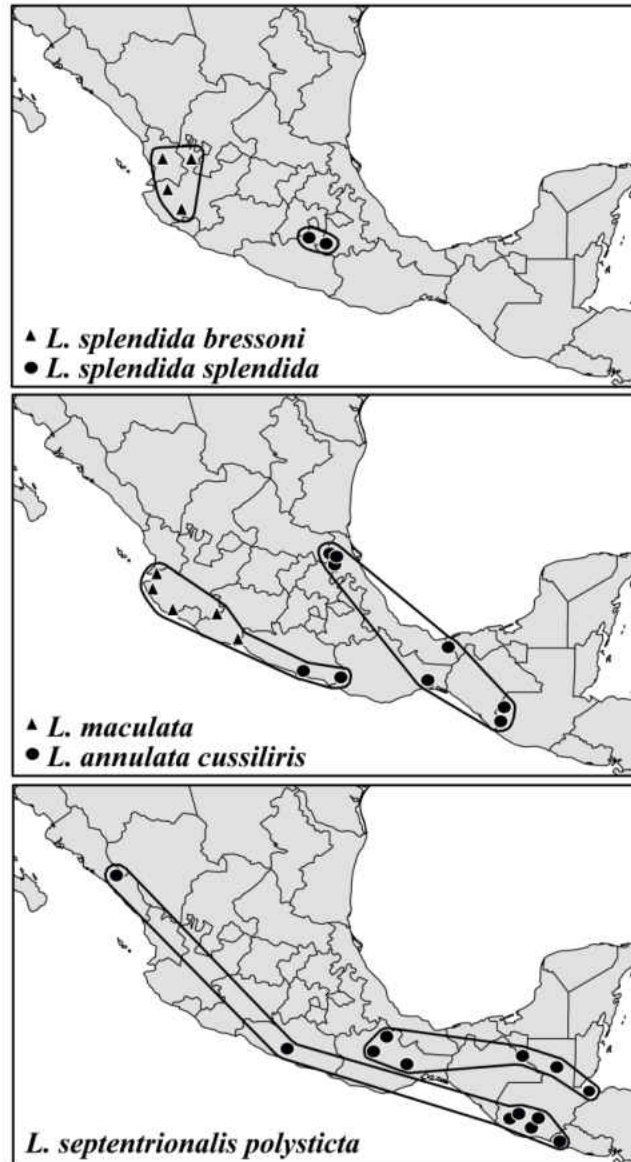 ▲ L. splendida bressoni
● L. splendida splendida
▲ L. maculata
● L. annulata cussiliris
L. septentrionalis polysticta